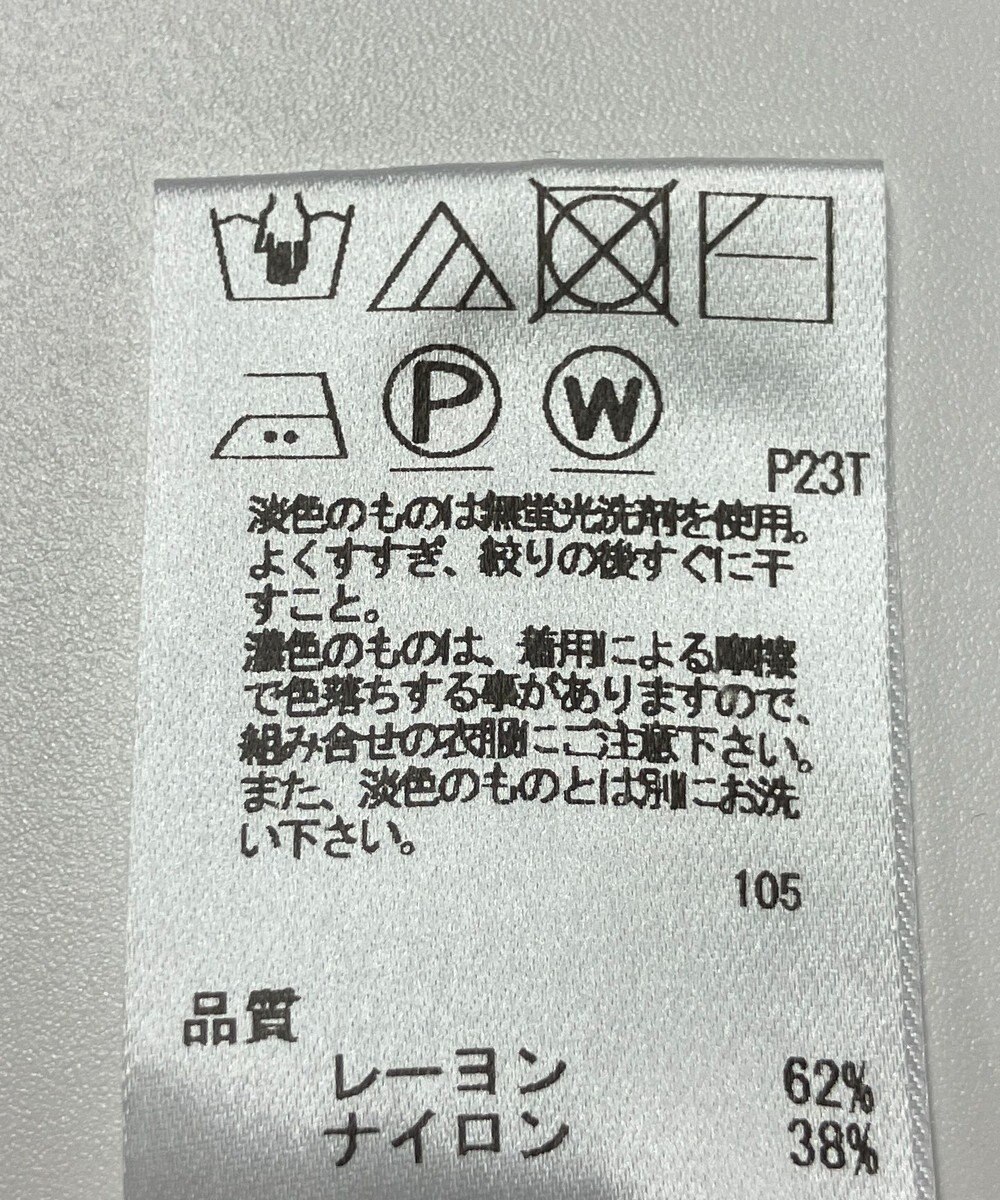 P
W
P23T
淡色のものは無蛍光洗剤を使用。
よくすすぎ、絞りの後すぐに干
すこと。
濃色のものは、着用による摩擦
で色落ちする事がありますので、
組み合せの衣服にご注意下さい。
また、淡色のものとは別にお洗
い下さい。
105
品質
レーヨン 62%
ナイロン 38%